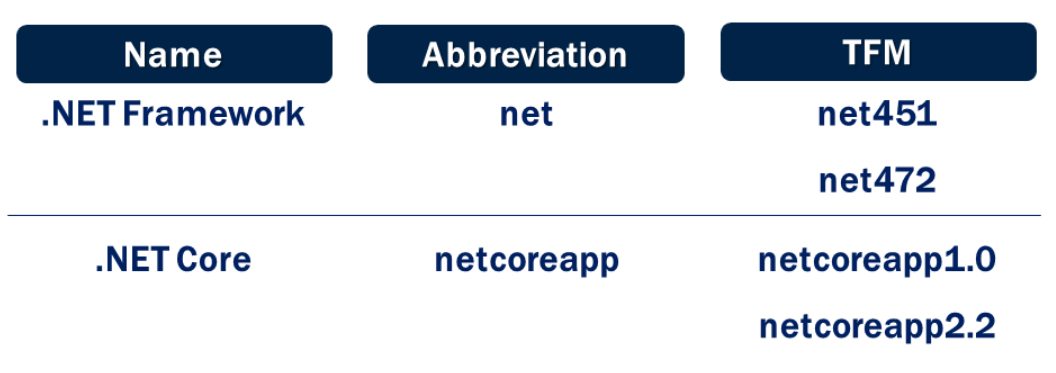 Name Abbreviation TFM
.NET Framework net net451
net472
.NET Core netcoreapp netcoreapp1.0
netcoreapp2.2